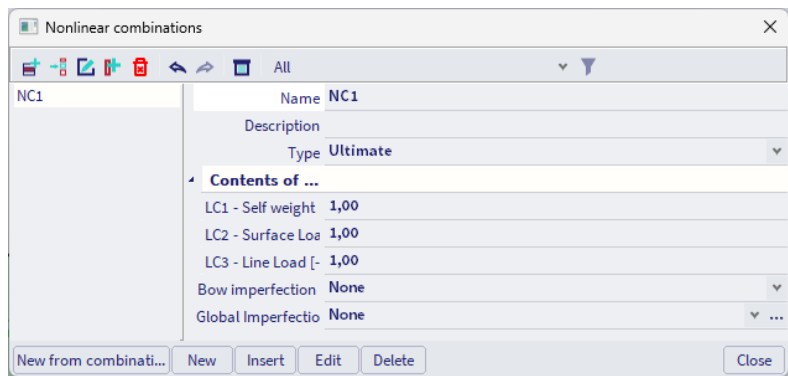 Nonlinear combinations
All
NC1
Name NC1
Description
Type Ultimate
Contents of ...
LC1 - Self weight 1,00
LC2 - Surface Loa 1,00
LC3 - Line Load [- 1,00
Bow imperfection None
Global Imperfectio None ...
New from combinati... New Insert Edit Delete Close